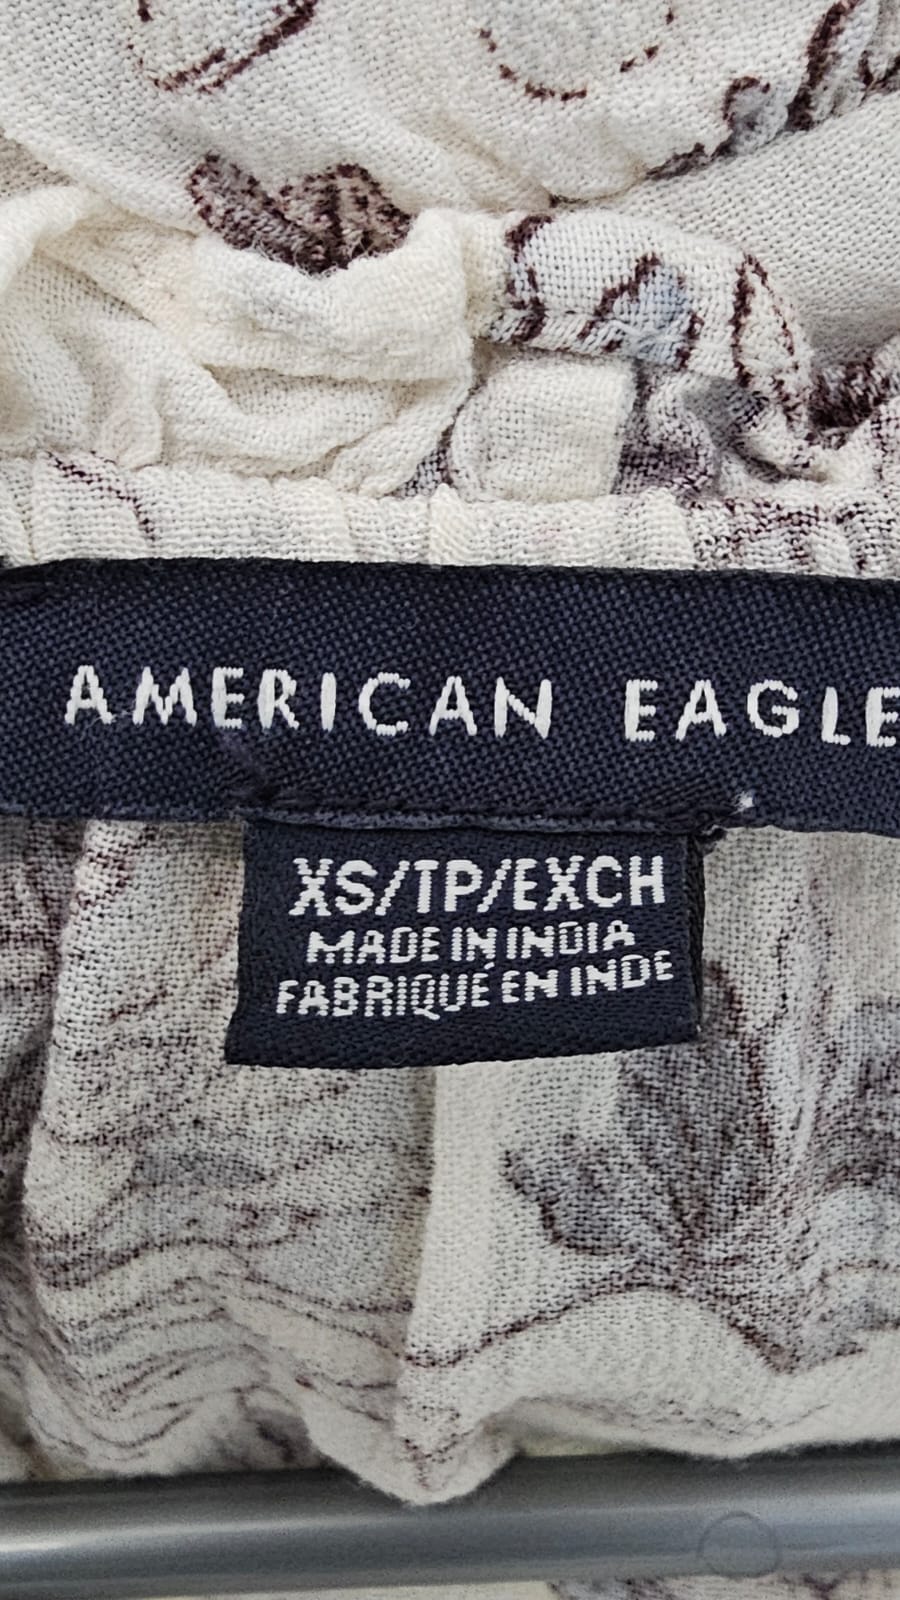 AMERICAN EAGLE
XS/TP/EXCH
MADE IN INDIA
FABRIQUÉ EN INDE